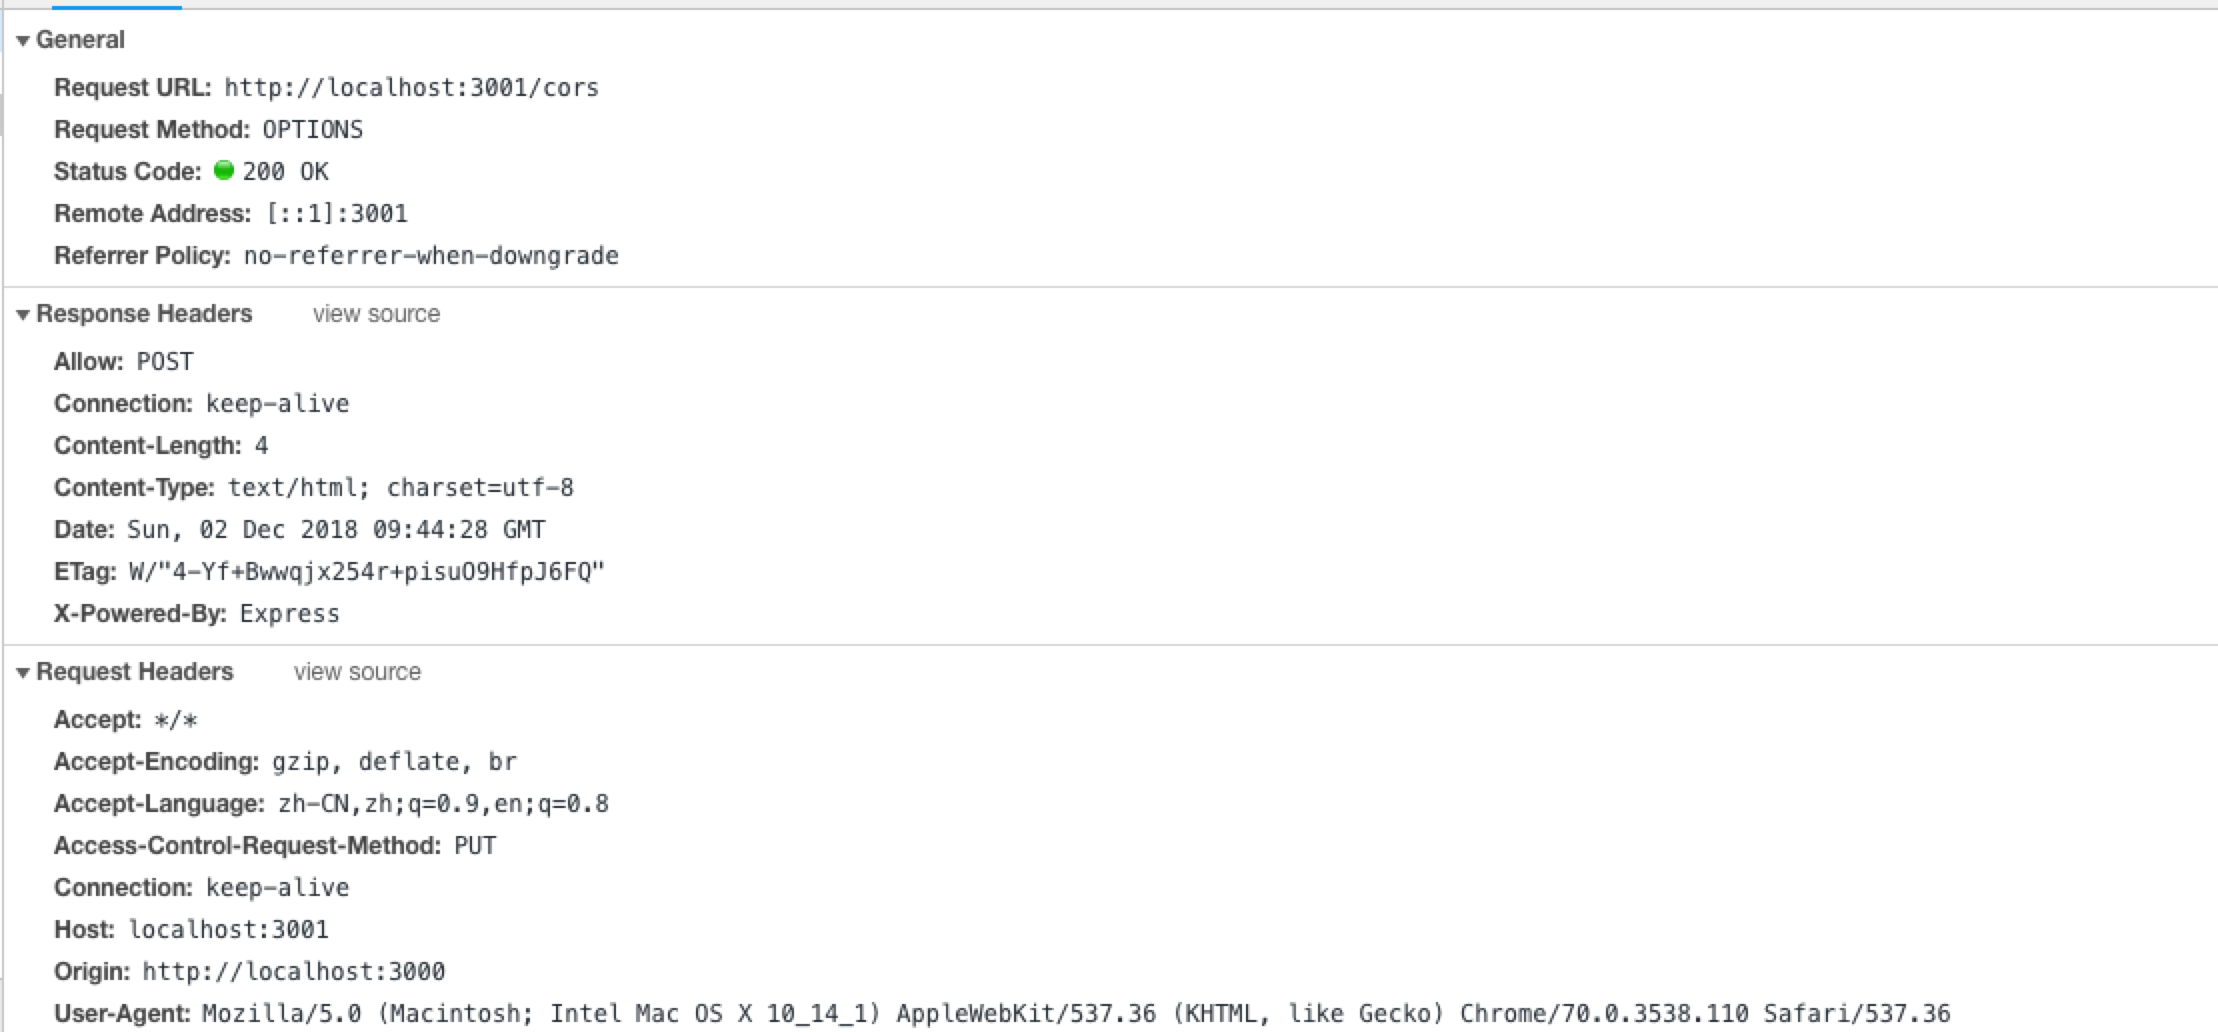 General
Request URL: http://localhost:3001/cors
Request Method: OPTIONS
Status Code: 200 OK
Remote Address: [::1]:3001
Referrer Policy: no-referrer-when-downgrade
Response Headers view source
Allow: POST
Connection: keep-alive
Content-Length: 4
Content-Type: text/html; charset=utf-8
Date: Sun, 02 Dec 2018 09:44:28 GMT
ETag: W/"4-Yf+Bwwqjx254r+pisuO9HfpJ6FQ"
X-Powered-By: Express
Request Headers view source
Accept: */*
Accept-Encoding: gzip, deflate, br
Accept-Language: zh-CN,zh;q=0.9,en;q=0.8
Access-Control-Request-Method: PUT
Connection: keep-alive
Host: localhost:3001
Origin: http://localhost:3000
User-Agent: Mozilla/5.0 (Macintosh; Intel Mac OS X 10_14_1) AppleWebKit/537.36 (KHTML, like Gecko) Chrome/70.0.3538.110 Safari/537.36